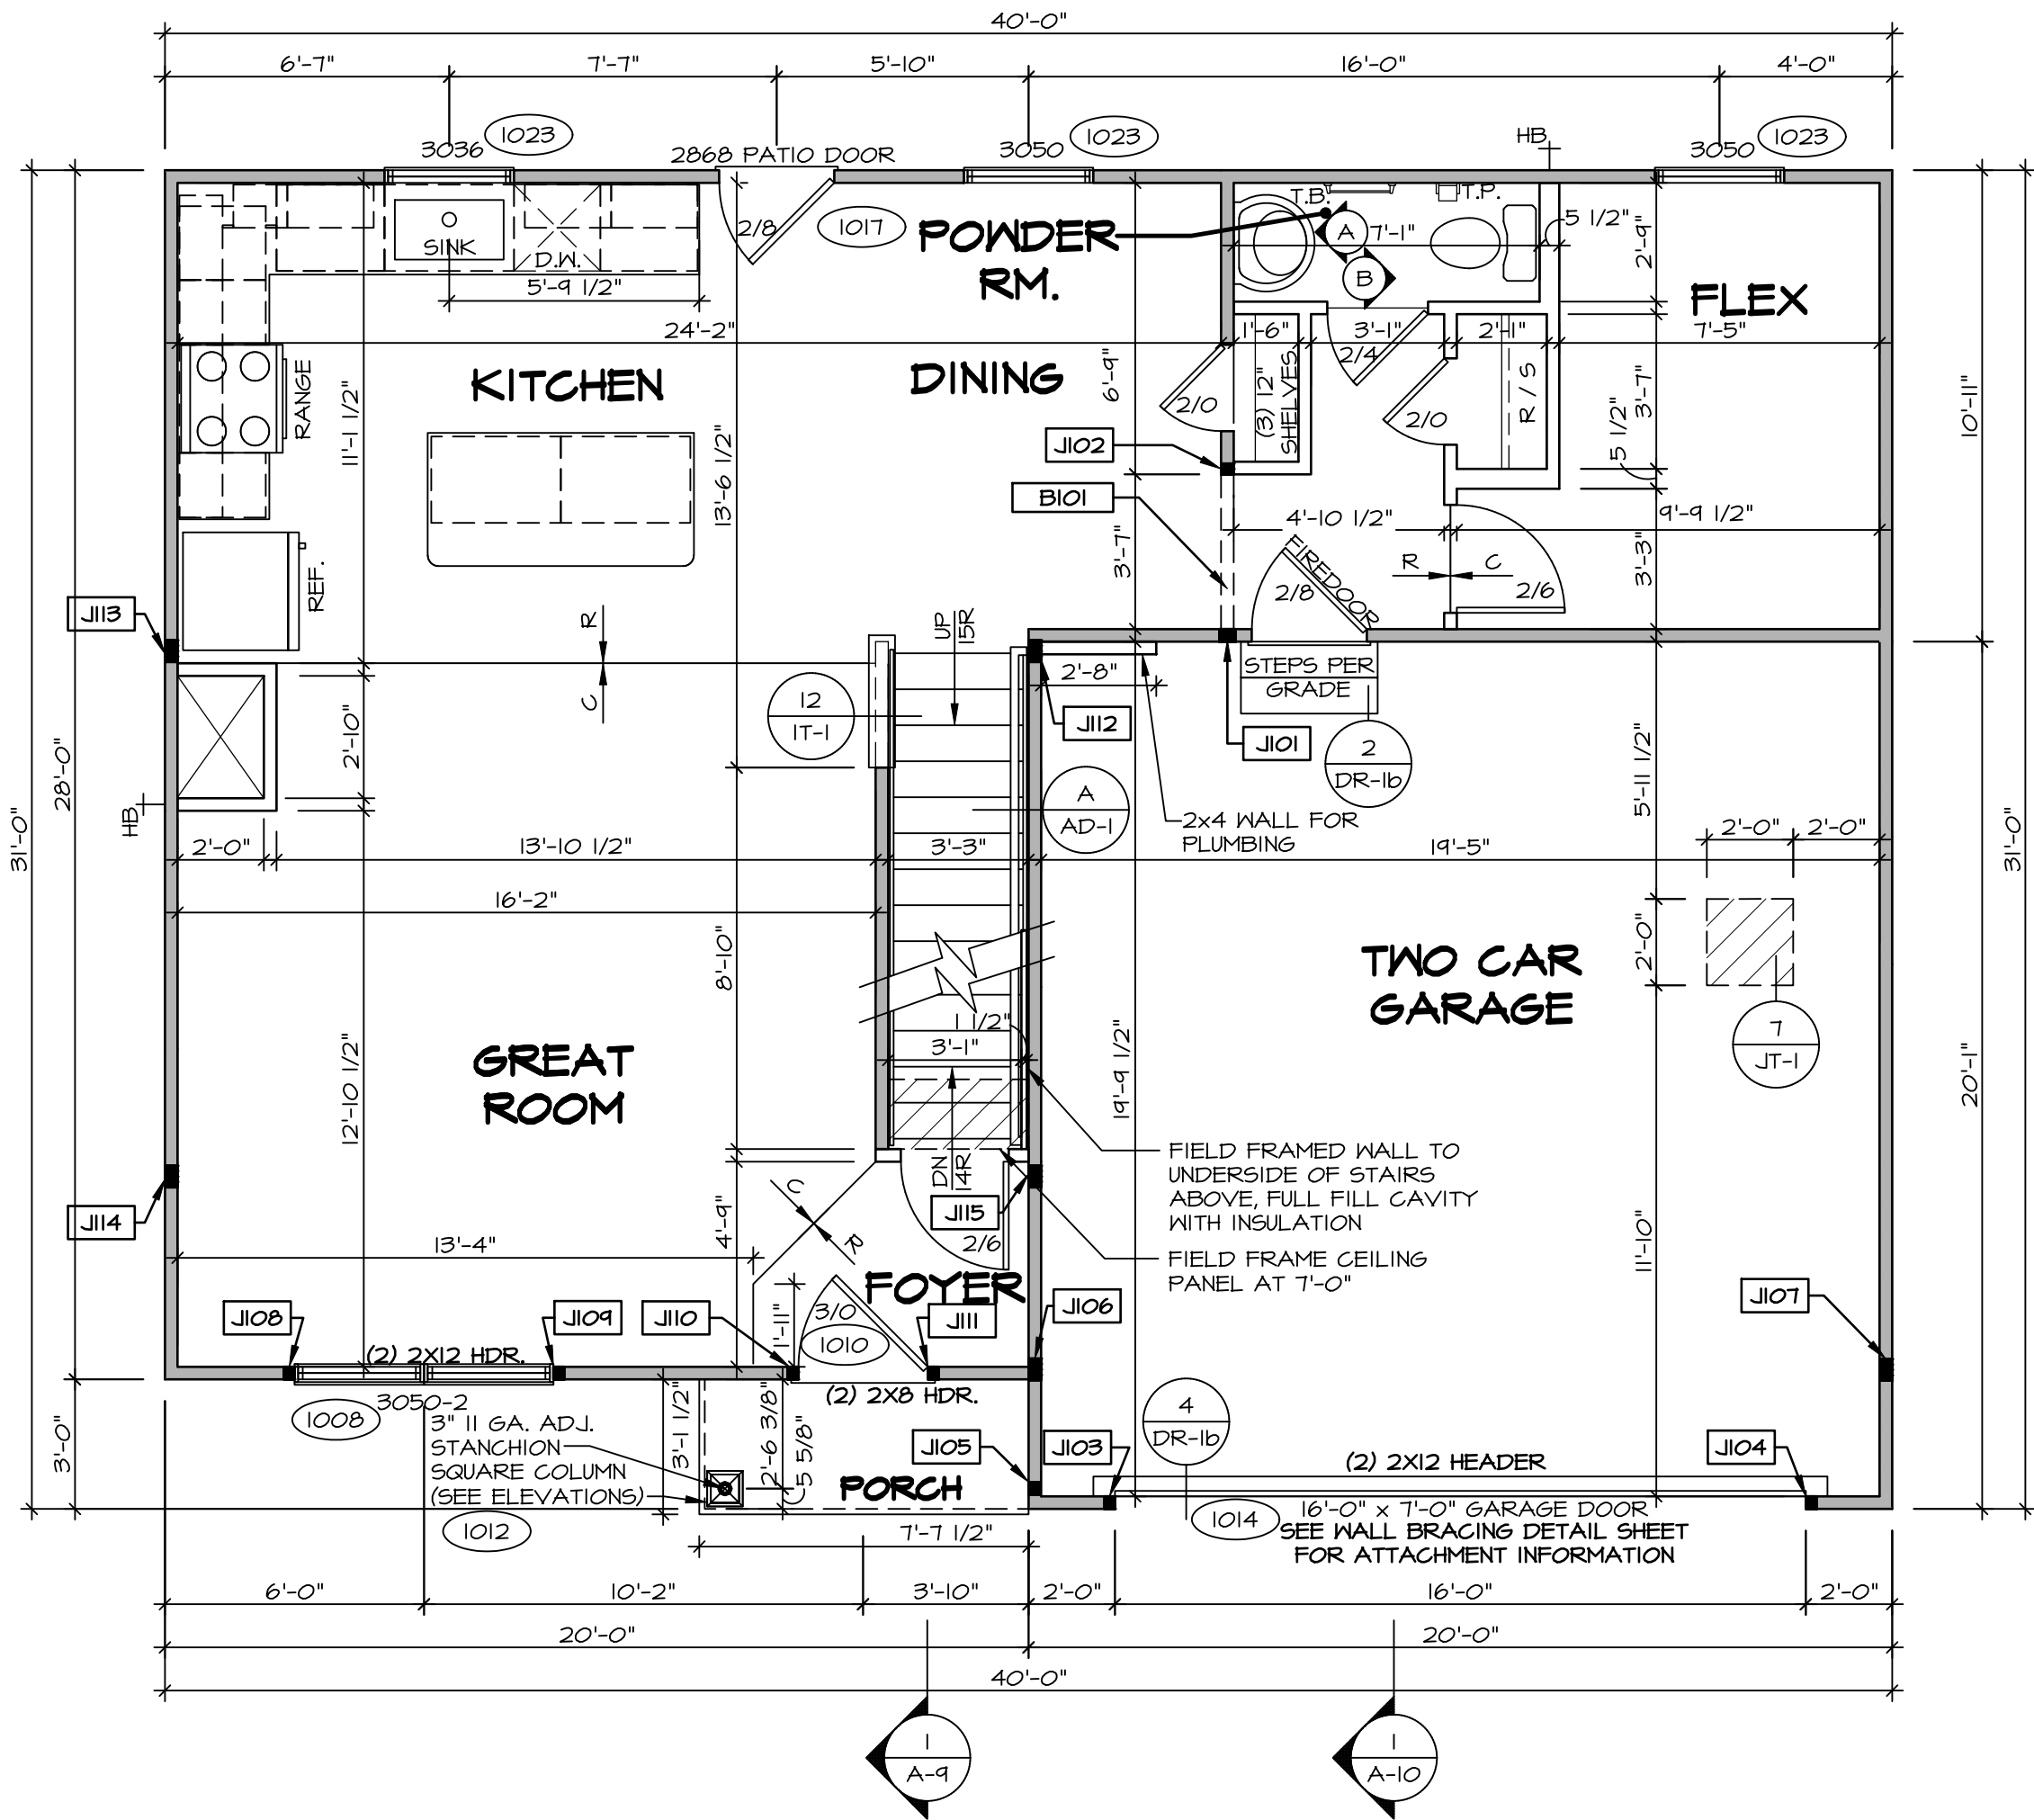 40'-0"
6'-7" 7'-7" 5'-10" 16'-0" 4'-0"
3036 1023 2868 PATIO DOOR 3050 1023 HB 3050 1023
SINK D.W. 2/8 1017
5'-9 1/2"
POWDER
RM.
T.B. T.P.
A 7'-1" 5 1/2" 2'-9"
B
FLEX
24'-2" 1'-6" 3'-1" 2'-1" 7'-5"
RANGE
11'-1 1/2"
KITCHEN
13'-6 1/2"
DINING
6'-9"
2/0
(3) 12"
SHELVES
2/4
2/0
R / S
3'-7"
5 1/2"
10'-11"
J102
B101
4'-10 1/2" 9'-9 1/2"
3'-7"
FIREDOOR
2/8
R C
2/6
3'-3"
REF.
J113
R
C
UP
15R
12
IT-1
2'-8"
J112
STEPS PER
GRADE
J101
2
DR-1b
28'-0"
31'-0"
31'-0"
2'-10"
HB
A
AD-1
2x4 WALL FOR
PLUMBING
5'-11 1/2"
2'-0" 2'-0"
2'-0" 13'-10 1/2" 3'-3" 19'-5"
16'-2"
8'-10"
2'-0"
TWO CAR
GARAGE
7
JT-1
1 1/2"
3'-1"
19'-9 1/2"
20'-1"
GREAT
ROOM
12'-10 1/2"
DN
14R
FIELD FRAMED WALL TO
UNDERSIDE OF STAIRS
ABOVE, FULL FILL CAVITY
WITH INSULATION
FIELD FRAME CEILING
PANEL AT 7'-0"
J114
C
R
J115
2/6
4'-9"
13'-4"
11'-10"
FOYER
J108 J109 J110 J111 J106 J107
1'-11"
3/0
1010
(2) 2X12 HDR.
3050-2
1008
(2) 2X8 HDR.
3'-0"
3" 11 GA. ADJ.
STANCHION
SQUARE COLUMN
(SEE ELEVATIONS)
1012
3'-1 1/2"
2'-6 3/8"
5 5/8"
PORCH
J105 J103 J104
4
DR-1b
(2) 2X12 HEADER
1014
16'-0" x 7'-0" GARAGE DOOR
SEE WALL BRACING DETAIL SHEET
FOR ATTACHMENT INFORMATION
7'-7 1/2"
6'-0" 10'-2" 3'-10" 2'-0" 16'-0" 2'-0"
20'-0" 20'-0"
40'-0"
1
A-9
1
A-10